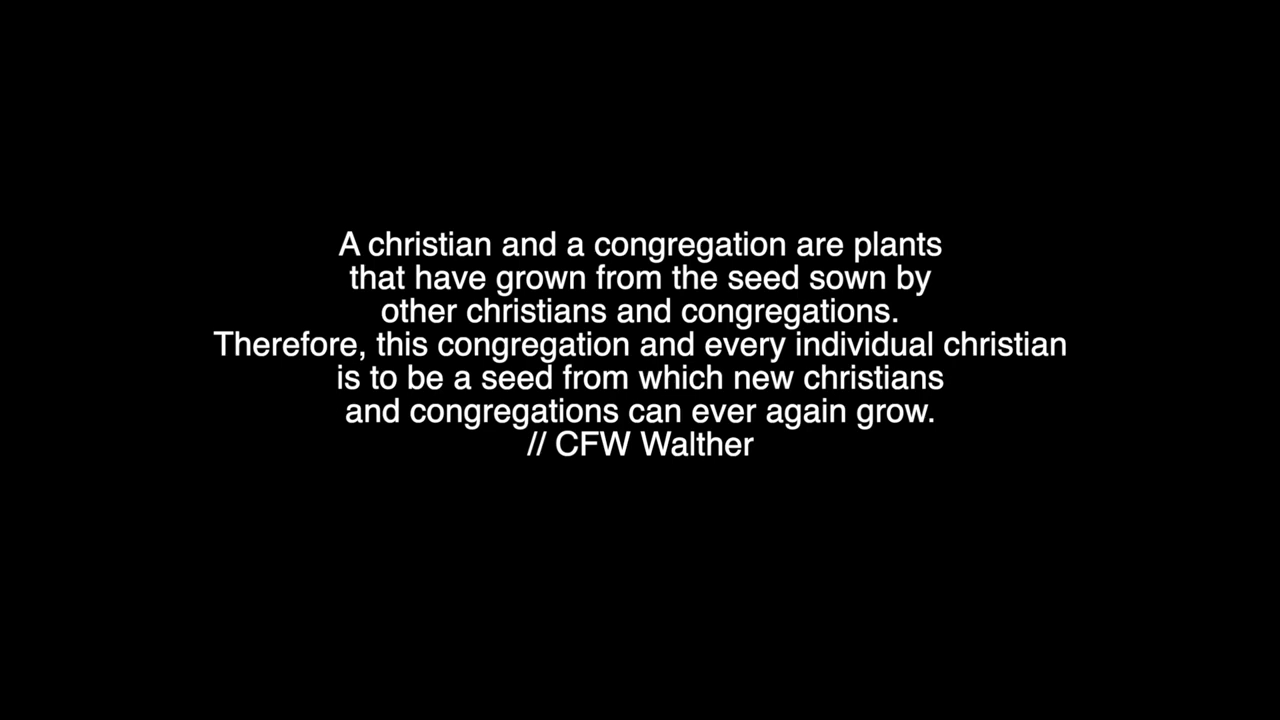 A christian and a congregation are plants
that have grown from the seed sown by
other christians and congregations.
Therefore, this congregation and every individual christian
is to be a seed from which new christians
and congregations can ever again grow.
// CFW Walther